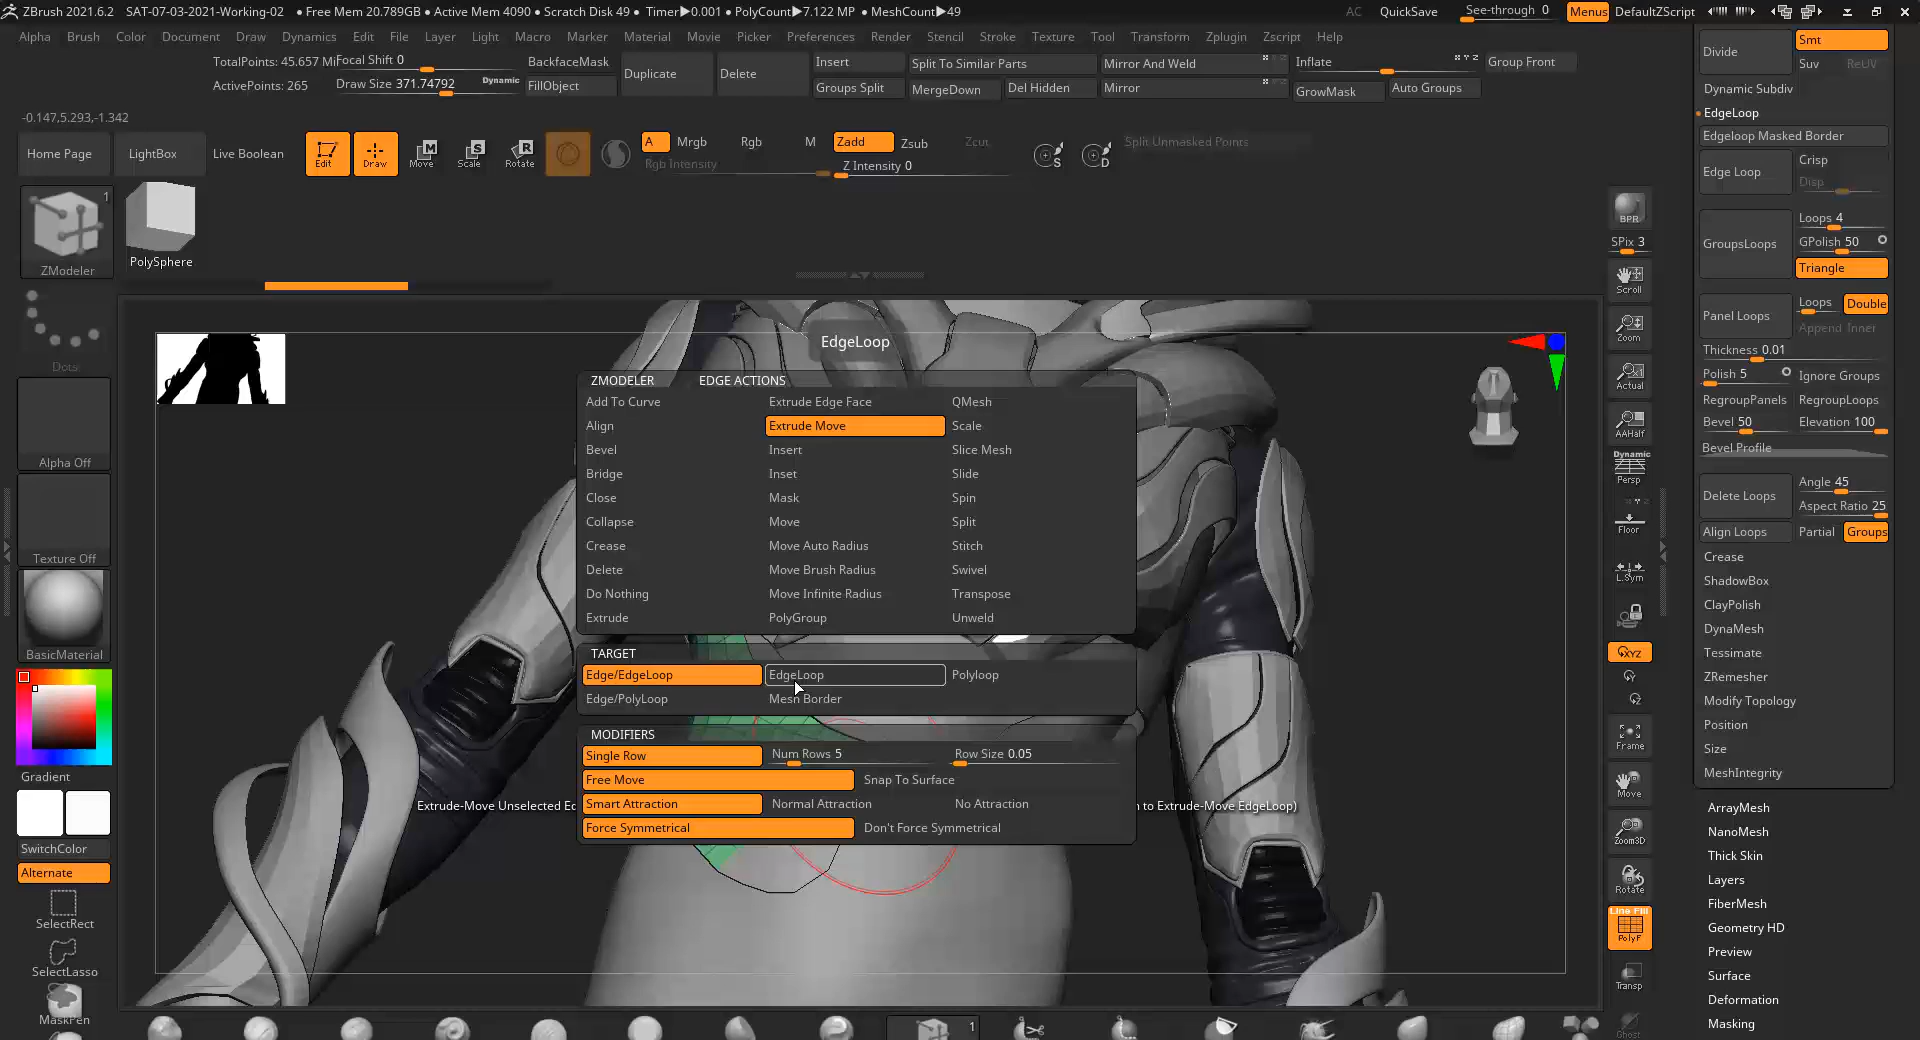 ZBrush 2021.6.2 SAT-07-03-2021-Working-02 • Free Mem 20.789GB • Active Mem 4090 • Scratch Disk 49 • Timer▶0.001 • PolyCount▶7.122 MP • MeshCount▶49 AC QuickSave See-through 0 Menus DefaultZScript
Alpha Brush Color Document Draw Dynamics Edit File Layer Light Macro Marker Material Movie Picker Preferences Render Stencil Stroke Texture Tool Transform Zplugin Zscript Help
TotalPoints: 45.657 Mi Focal Shift 0 BackfaceMask Duplicate Delete Insert Split To Similar Parts Mirror And Weld Inflate Group Front
ActivePoints: 265 Draw Size 371.74792 Dynamic FillObject Groups Split MergeDown Del Hidden Mirror GrowMask Auto Groups
-0.147,5.293,-1.342
Home Page LightBox Live Boolean Edit Draw Move Scale Rotate A Mrgb Rgb M Zadd Zsub Zcut Split Unmasked Points
Rgb Intensity Z Intensity 0
ZModeler 1
PolySphere
Dots
Alpha Off
Texture Off
BasicMaterial
Gradient
SwitchColor
Alternate
SelectRect
SelectLasso
MaskPen
EdgeLoop
ZMODELER EDGE ACTIONS
Add To Curve Extrude Edge Face QMesh
Align Extrude Move Scale
Bevel Insert Slice Mesh
Bridge Inset Slide
Close Mask Spin
Collapse Move Split
Crease Move Auto Radius Stitch
Delete Move Brush Radius Swivel
Do Nothing Move Infinite Radius Transpose
Extrude PolyGroup Unweld
TARGET
Edge/EdgeLoop EdgeLoop Polyloop
Edge/PolyLoop Mesh Border
MODIFIERS
Single Row Num Rows 5 Row Size 0.05
Free Move Snap To Surface
Smart Attraction Normal Attraction No Attraction
Force Symmetrical Don't Force Symmetrical
Extrude-Move Unselected Ed to Extrude-Move EdgeLoop)
1
BPR
SPix 3
Scroll
Zoom
Actual
AAHalf
Dynamic
Persp
Floor
L.Sym
XYZ
Frame
Move
Zoom3D
Rotate
Line Fill
PolyF
Transp
Ghost
Divide Smt
Suv ReUV
Dynamic Subdiv
EdgeLoop
Edgeloop Masked Border
Edge Loop Crisp
Disp
GroupsLoops Loops 4
GPolish 50
Triangle
Panel Loops Loops Double
Append Inner
Thickness 0.01
Polish 5 Ignore Groups
RegroupPanels RegroupLoops
Bevel 50 Elevation 100
Bevel Profile
Delete Loops Angle 45
Aspect Ratio 25
Align Loops Partial Groups
Crease
ShadowBox
ClayPolish
DynaMesh
Tessimate
ZRemesher
Modify Topology
Position
Size
MeshIntegrity
ArrayMesh
NanoMesh
Thick Skin
Layers
FiberMesh
Geometry HD
Preview
Surface
Deformation
Masking